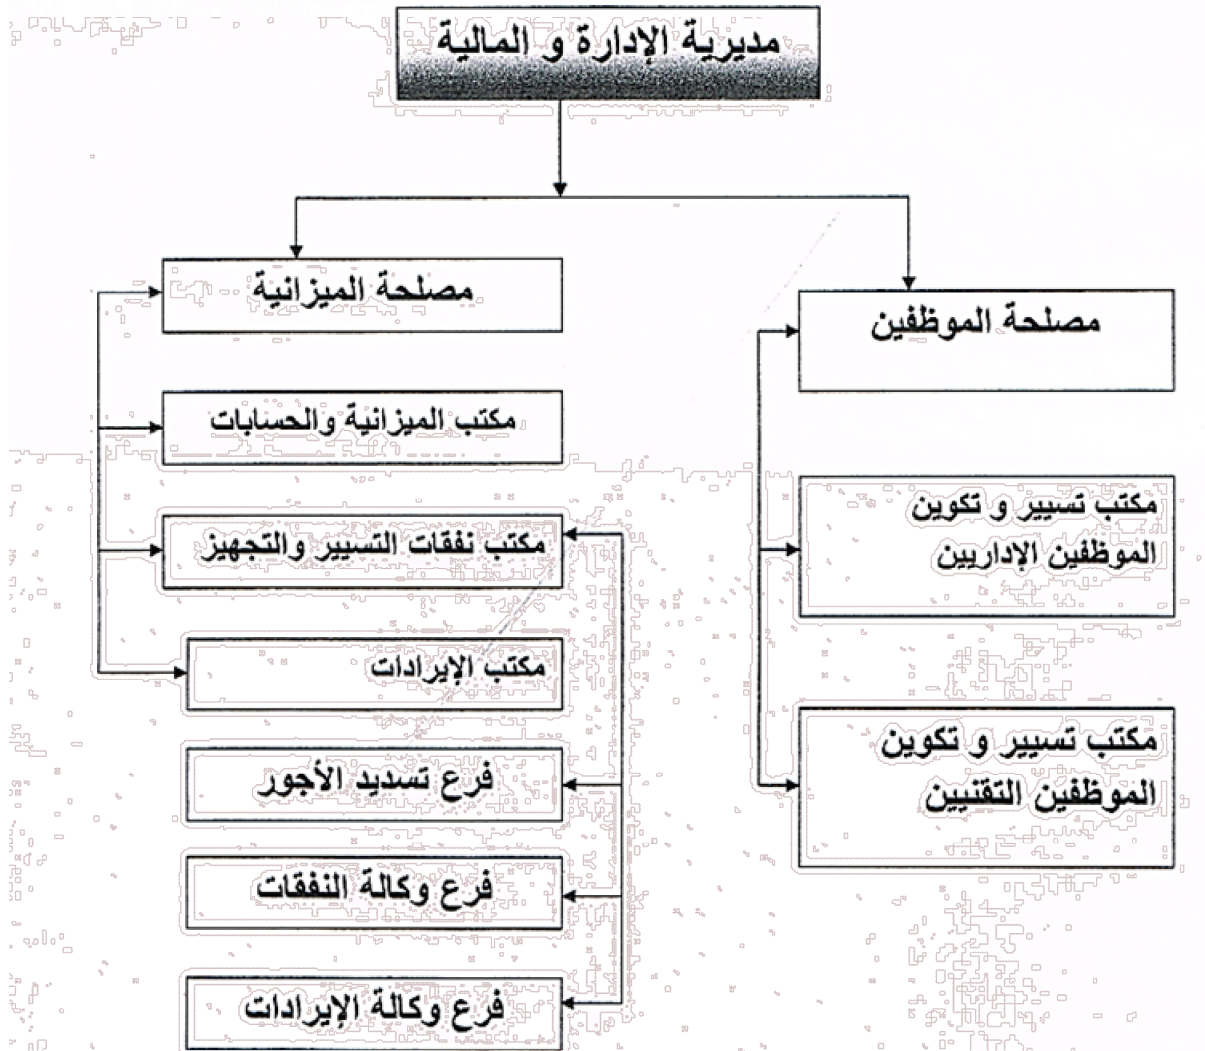 مديرية الإدارة و المالية
مصلحة الموظفين
مكتب تسيير و تكوين
الموظفين الإداريين
مكتب تسيير و تكوين
الموظفين التقنيين
مصلحة الميزانية
مكتب الميزانية والحسابات
مكتب نفقات التسيير والتجهيز
مكتب الإيرادات
فرع تسديد الأجور
فرع وكالة النفقات
فرع وكالة الإيرادات